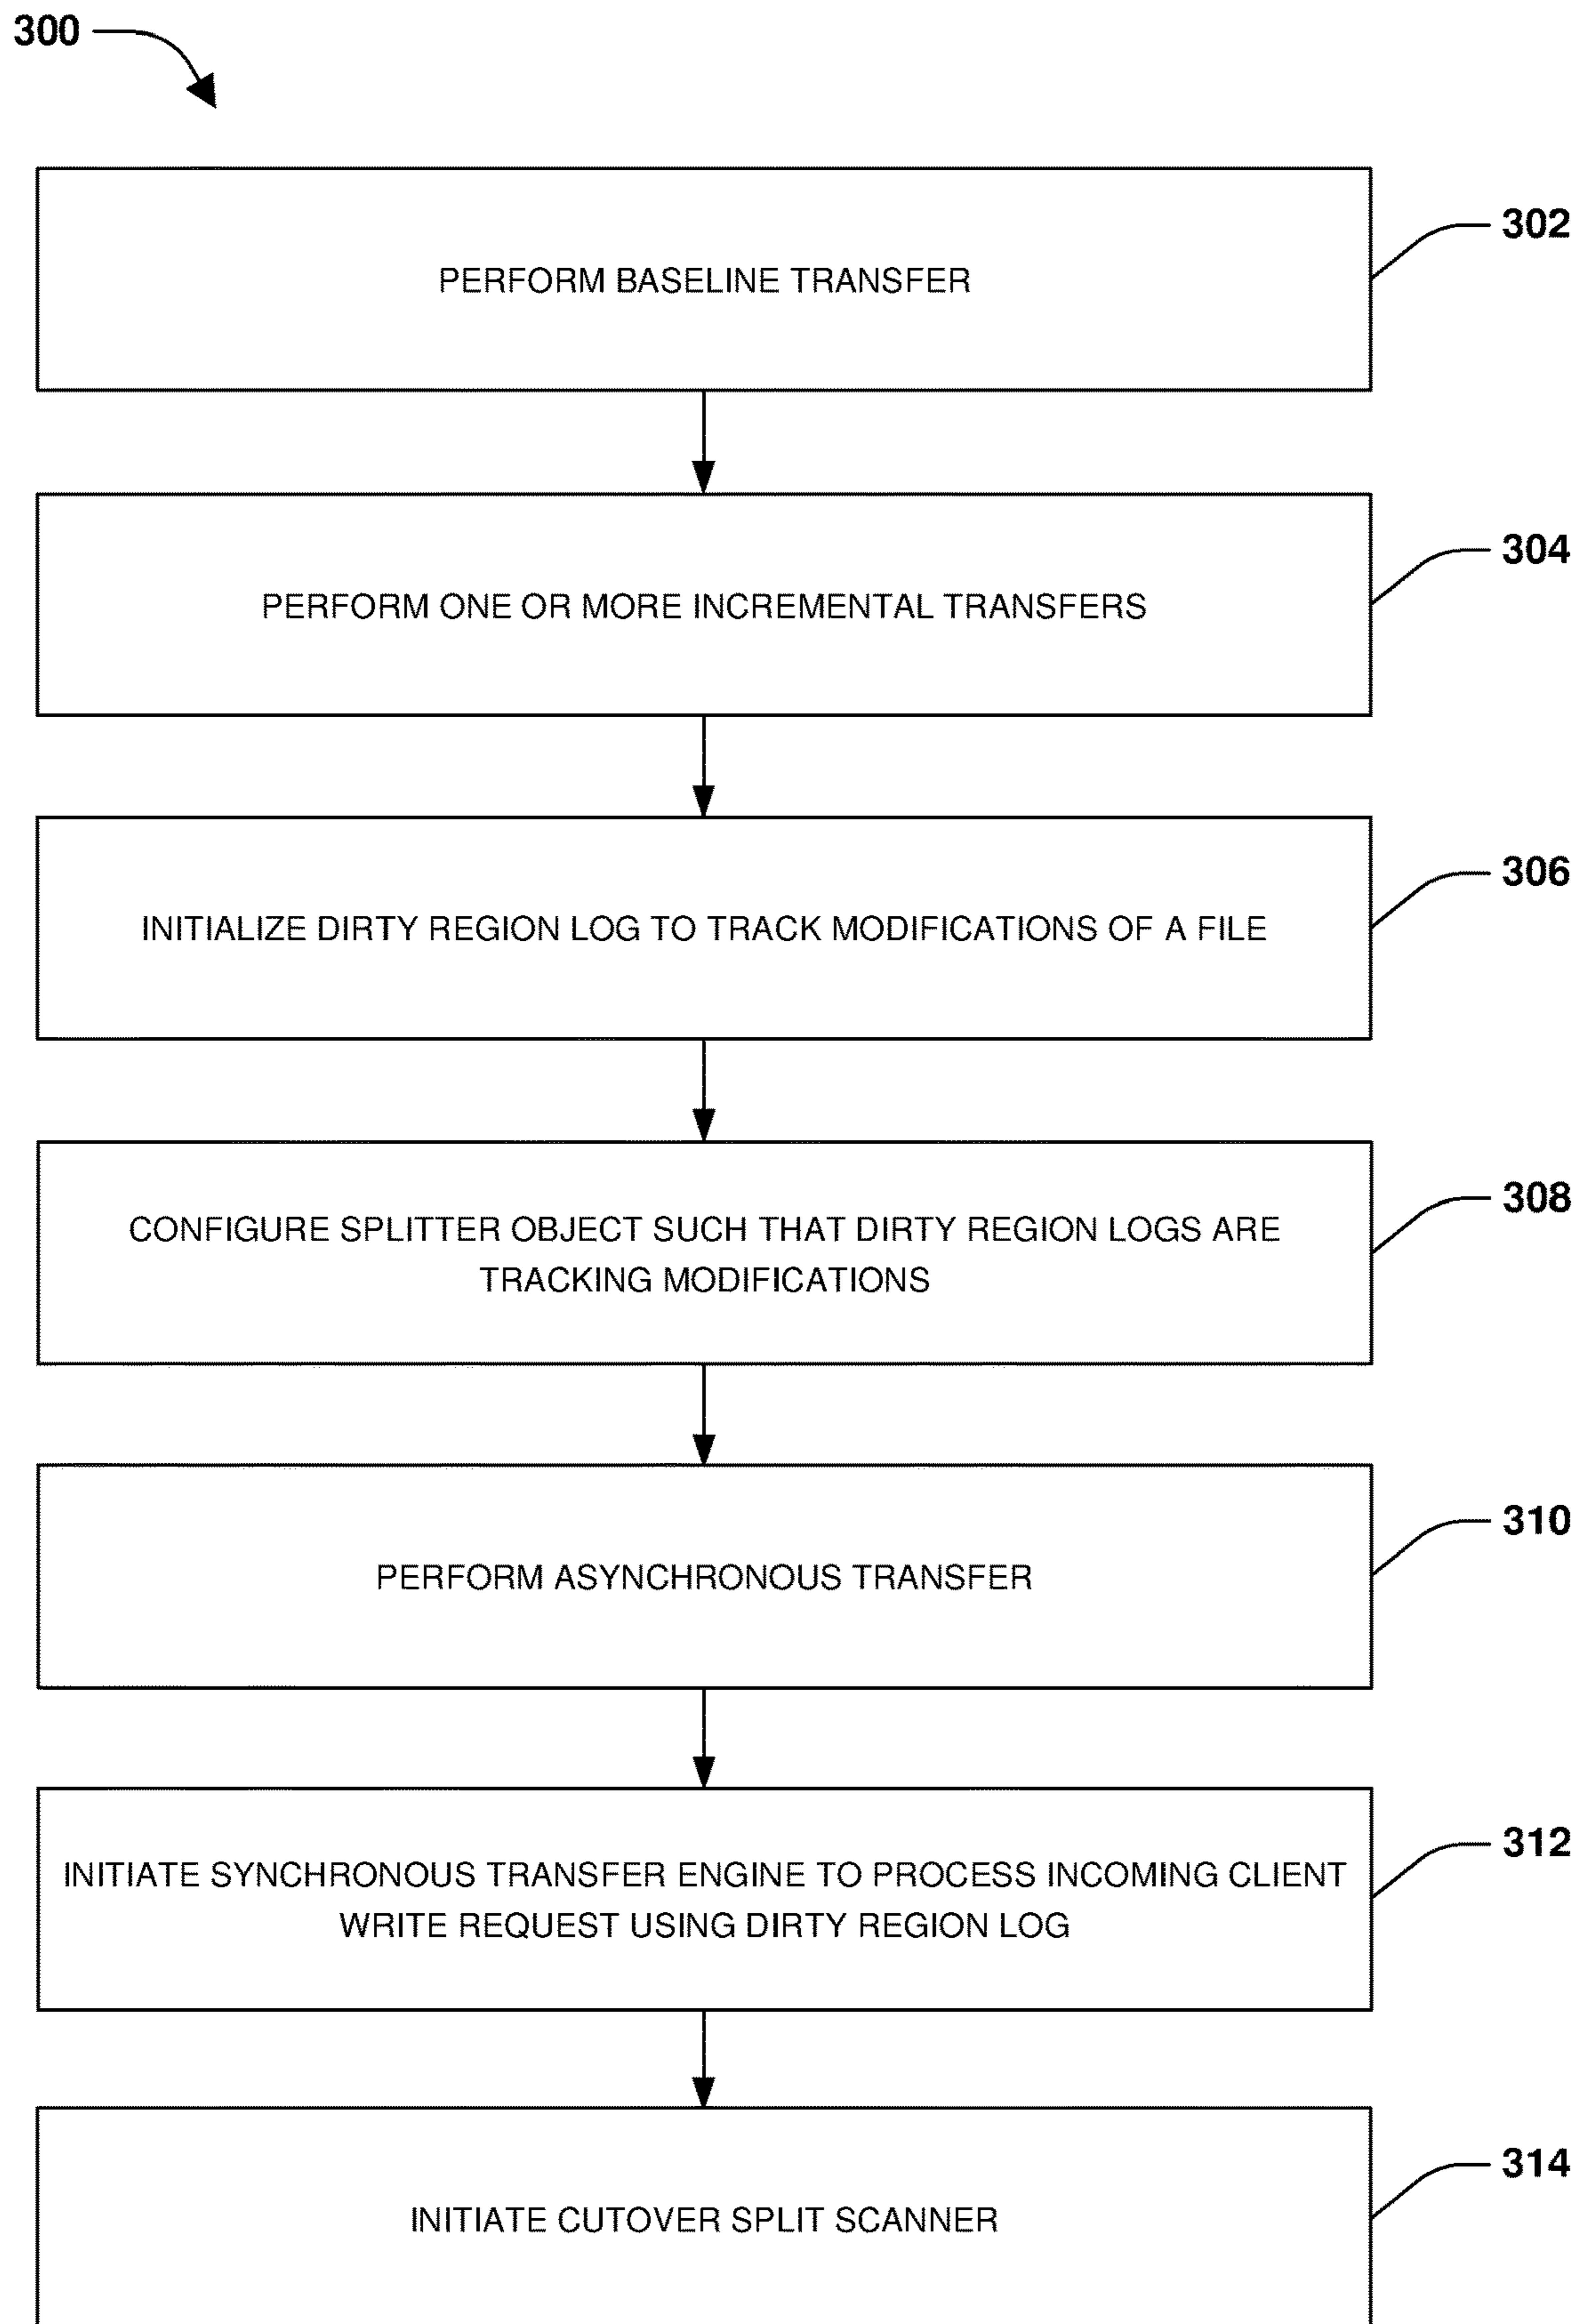 300
302
PERFORM BASELINE TRANSFER
304
PERFORM ONE OR MORE INCREMENTAL TRANSFERS
306
INITIALIZE DIRTY REGION LOG TO TRACK MODIFICATIONS OF A FILE
308
CONFIGURE SPLITTER OBJECT SUCH THAT DIRTY REGION LOGS ARE
TRACKING MODIFICATIONS
310
PERFORM ASYNCHRONOUS TRANSFER
312
INITIATE SYNCHRONOUS TRANSFER ENGINE TO PROCESS INCOMING CLIENT
WRITE REQUEST USING DIRTY REGION LOG
314
INITIATE CUTOVER SPLIT SCANNER